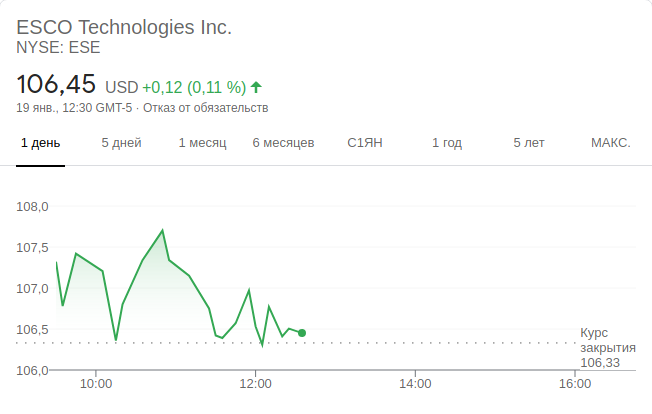 ESCO Technologies Inc.
NYSE: ESE
106,45 USD +0,12 (0,11 %)
19 янв., 12:30 GMT-5 · Отказ от обязательств
1 день 5 дней 1 месяц 6 месяцев С1ЯН 1 год 5 лет МАКС.
108,0
107,5
107,0
106,5
106,0
Курс
закрытия
106,33
10:00 12:00 14:00 16:00